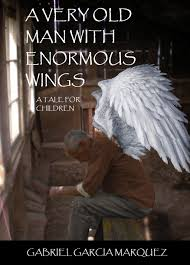 A VERY OLD
MAN WITH
ENORMOUS
WINGS
A TALE FOR
CHILDREN
GABRIEL GARCIA MARQUEZ